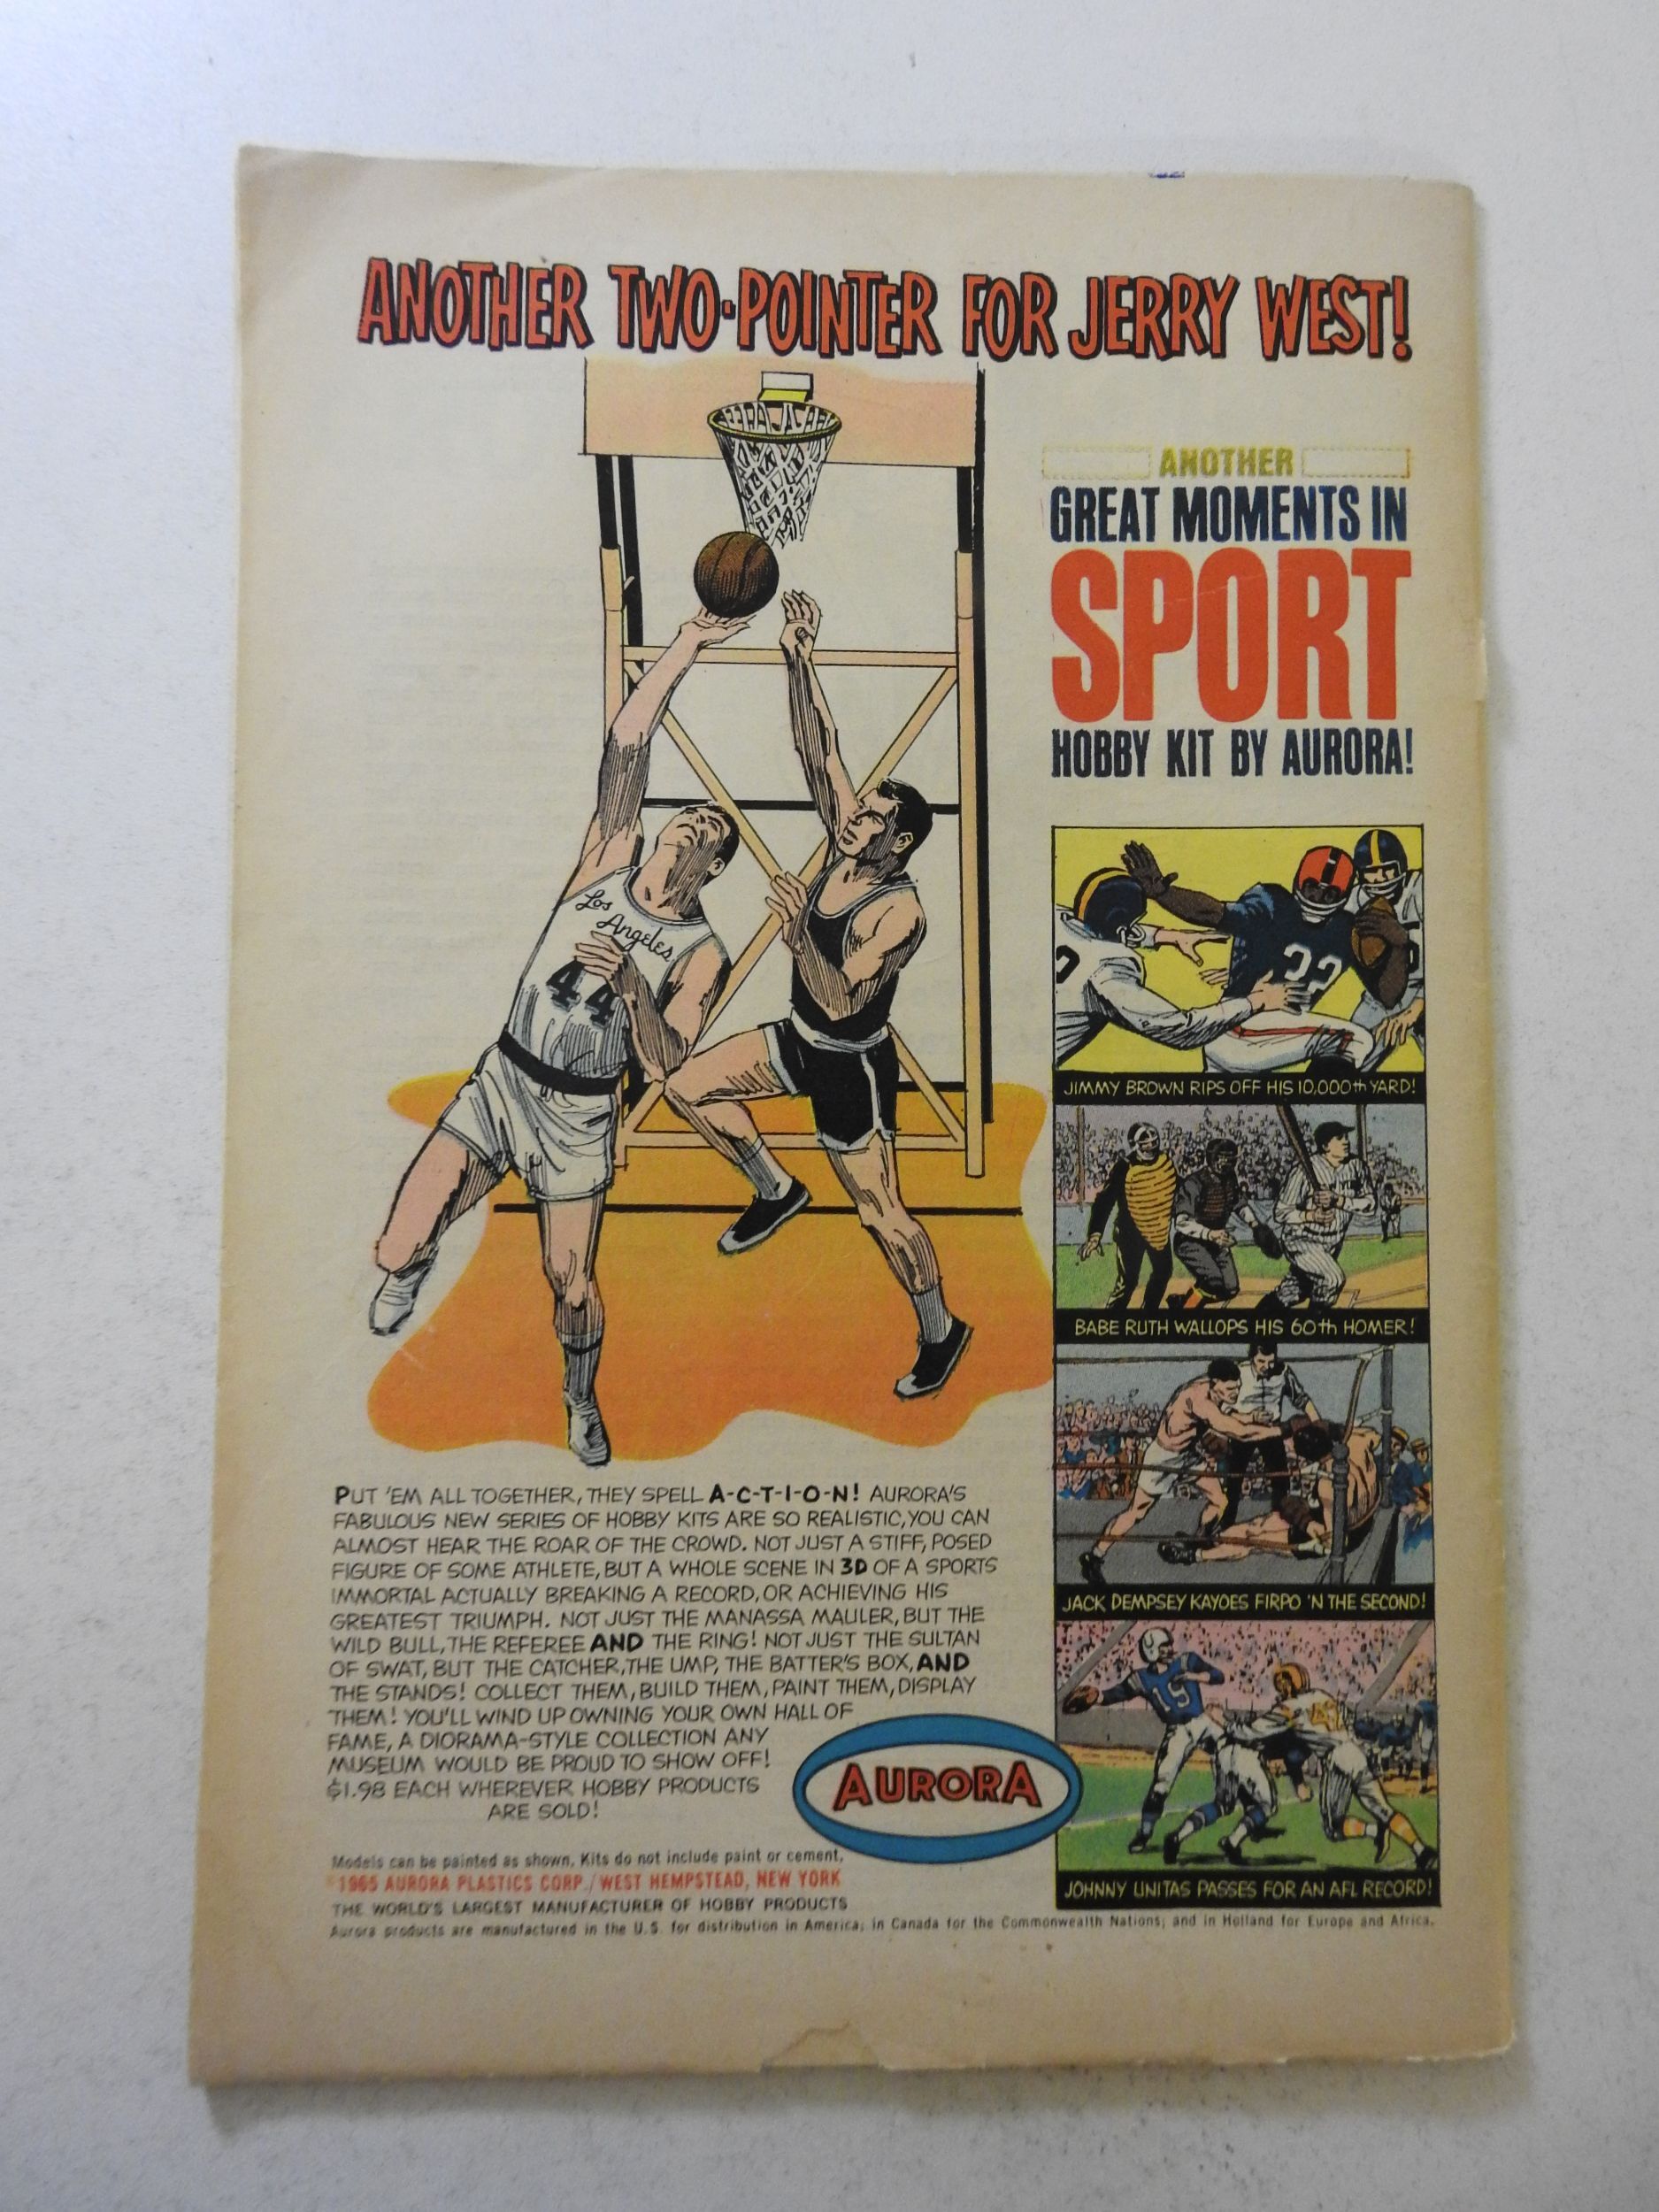 ANOTHER TWO-POINTER FOR JERRY WEST!
ANOTHER
GREAT MOMENTS IN
SPORT
HOBBY KIT BY AURORA!
Los
Angeles
44
32
JIMMY BROWN RIPS OFF HIS 10,000th YARD!
BABE RUTH WALLOPS HIS 60th HOMER!
JACK DEMPSEY KAYOES FIRPO 'N THE SECOND!
15
JOHNNY UNITAS PASSES FOR AN AFL RECORD!
PUT 'EM ALL TOGETHER, THEY SPELL A-C-T-I-O-N! AURORA'S
FABULOUS NEW SERIES OF HOBBY KITS ARE SO REALISTIC, YOU CAN
ALMOST HEAR THE ROAR OF THE CROWD. NOT JUST A STIFF, POSED
FIGURE OF SOME ATHLETE, BUT A WHOLE SCENE IN 3D OF A SPORTS
IMMORTAL ACTUALLY BREAKING A RECORD, OR ACHIEVING HIS
GREATEST TRIUMPH. NOT JUST THE MANASSA MAULER, BUT THE
WILD BULL, THE REFEREE AND THE RING! NOT JUST THE SULTAN
OF SWAT, BUT THE CATCHER, THE UMP, THE BATTER'S BOX, AND
THE STANDS! COLLECT THEM, BUILD THEM, PAINT THEM, DISPLAY
THEM! YOU'LL WIND UP OWNING YOUR OWN HALL OF
FAME, A DIORAMA-STYLE COLLECTION ANY
MUSEUM WOULD BE PROUD TO SHOW OFF!
$1.98 EACH WHEREVER HOBBY PRODUCTS
ARE SOLD!
AURORA
Models can be painted as shown. Kits do not include paint or cement.
©1965 AURORA PLASTICS CORP./WEST HEMPSTEAD, NEW YORK
THE WORLD'S LARGEST MANUFACTURER OF HOBBY PRODUCTS
Aurora products are manufactured in the U.S. for distribution in America; in Canada for the Commonwealth Nations; and in Holland for Europe and Africa.